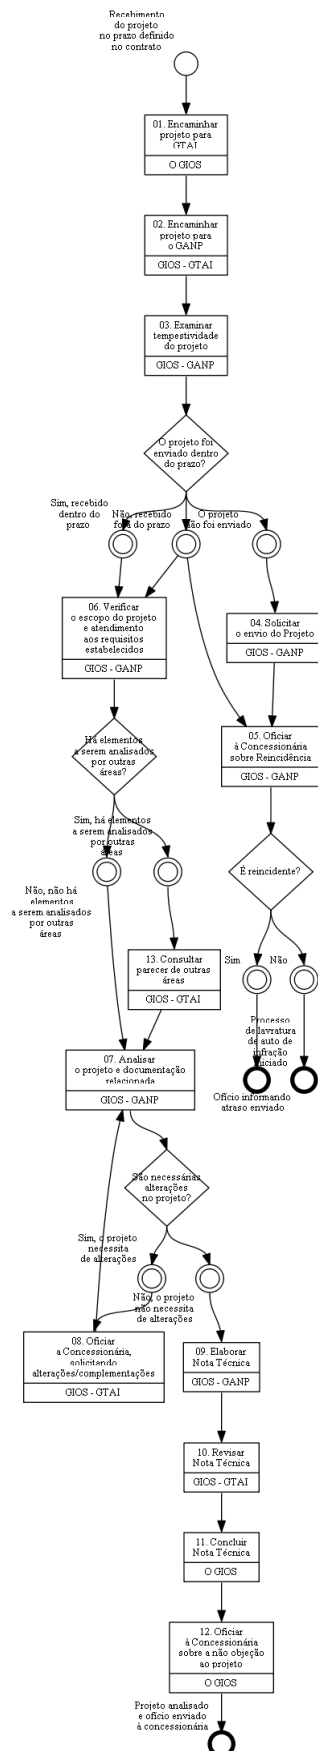 Recebimento
do projeto
no prazo definido
no contrato
01. Encaminhar
projeto para
GTAI
O GIOS
02. Encaminhar
projeto para
o GANP
GIOS - GTAI
03. Examinar
tempestividade
do projeto
GIOS - GANP
O projeto foi
enviado dentro
do prazo?
Sim, recebido
dentro do
prazo
Não, recebido
fora do prazo
O projeto
não foi enviado
06. Verificar
o escopo do projeto
e atendimento
aos requisitos
estabelecidos
GIOS - GANP
04. Solicitar
o envio do Projeto
GIOS - GANP
05. Oficiar
à Concessionária
sobre Reincidência
GIOS - GANP
Há elementos
a serem analisados
por outras
áreas?
Sim, há elementos
a serem analisados
por outras
áreas
É reincidente?
Não, não há
elementos
a serem analisados
por outras
áreas
13. Consultar
parecer de outras
áreas
GIOS - GTAI
Sim
Não
Processo
de lavratura
de auto de
infração
iniciado
Ofício informando
atraso enviado
07. Analisar
o projeto e documentação
relacionada
GIOS - GANP
São necessárias
alterações
no projeto?
Sim, o projeto
necessita
de alterações
Não, o projeto
não necessita
de alterações
08. Oficiar
a Concessionária,
solicitando
alterações/complementações
GIOS - GTAI
09. Elaborar
Nota Técnica
GIOS - GANP
10. Revisar
Nota Técnica
GIOS - GTAI
11. Concluir
Nota Técnica
O GIOS
12. Oficiar
à Concessionária
sobre a não objeção
ao projeto
O GIOS
Projeto analisado
e ofício enviado
à concessionária